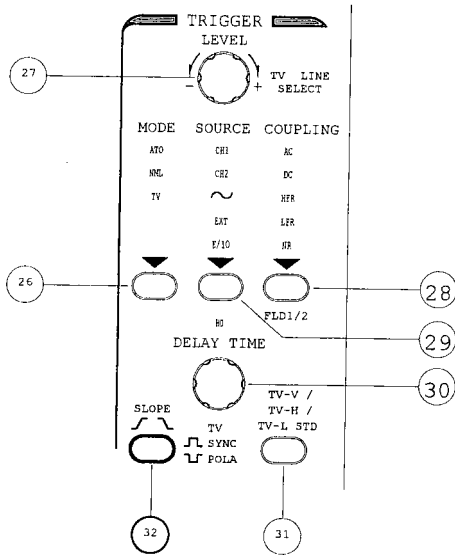 TRIGGER
LEVEL
27
- +
TV LINE
SELECT
MODE SOURCE COUPLING
ATO CH1 AC
NML CH2 DC
TV HFR
EXT LFR
E/10 NR
26
28
FLD1/2
29
HO
DELAY TIME
30
TV-V /
TV-H /
TV-L STD
SLOPE
TV
SYNC
POLA
32
31